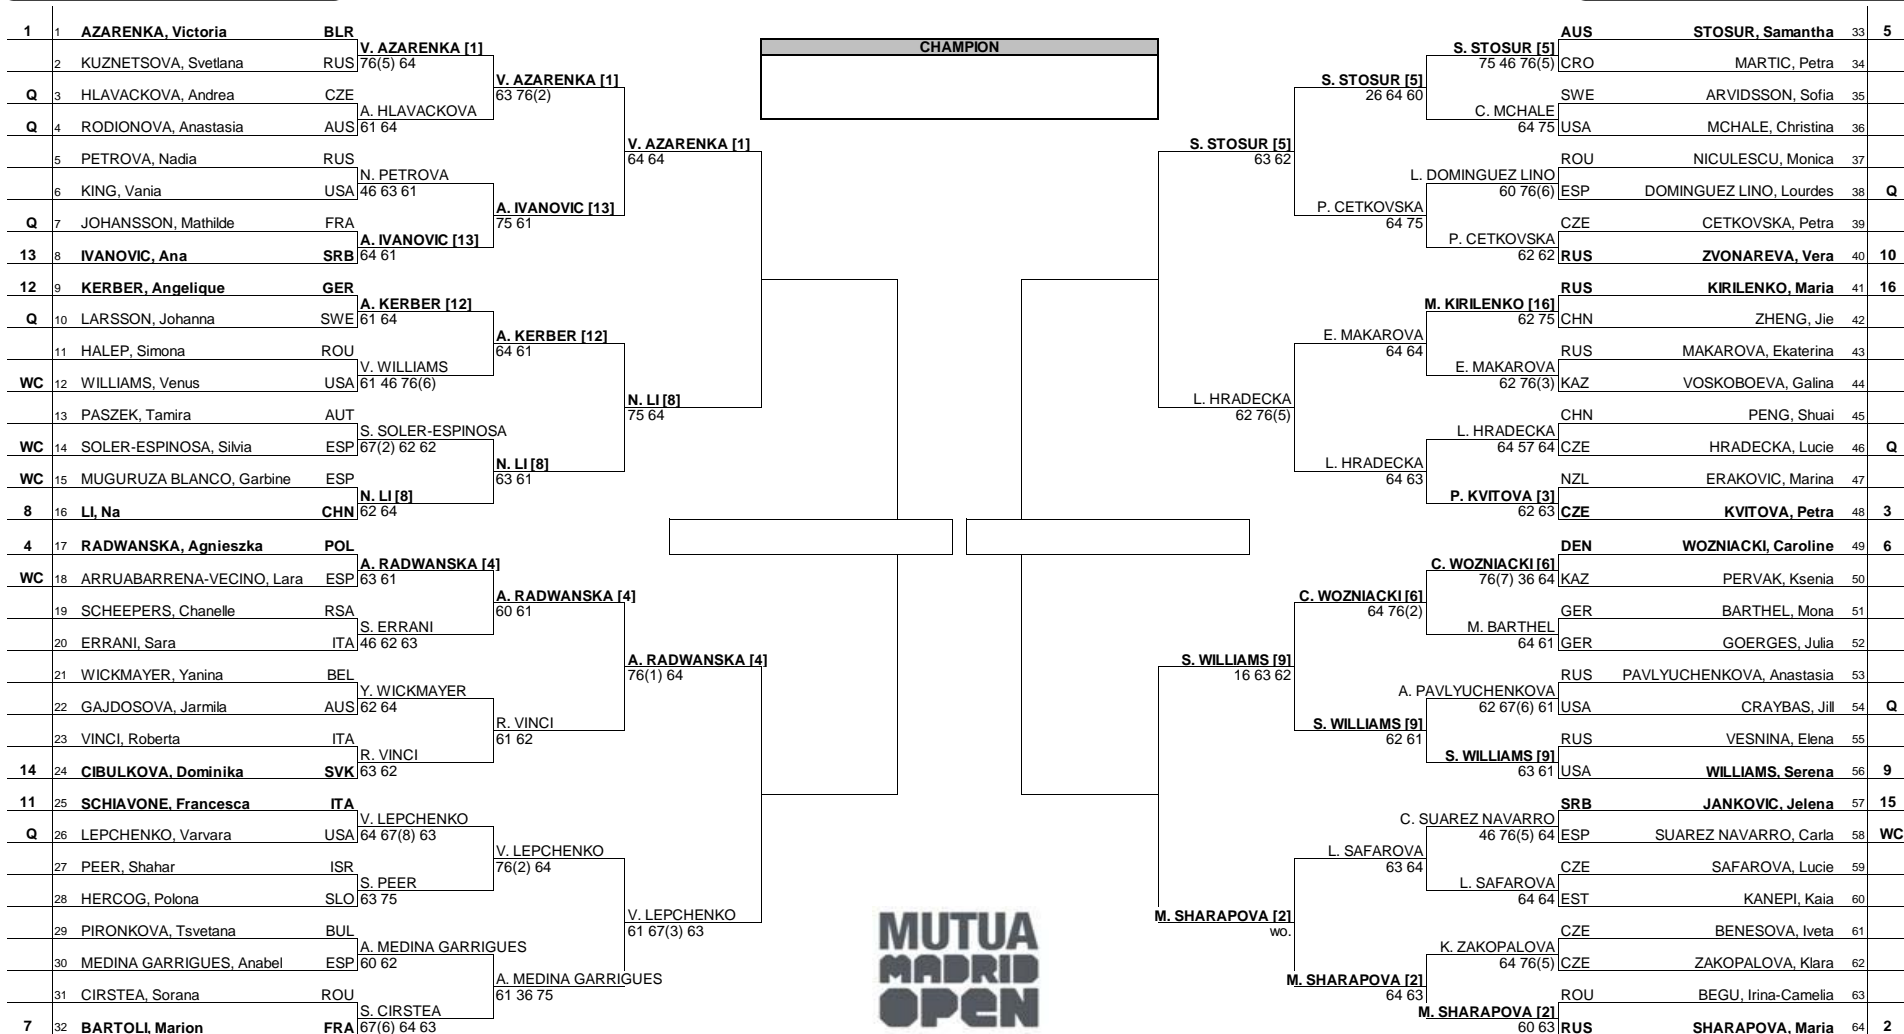 1 1 AZARENKA, Victoria BLR
2 KUZNETSOVA, Svetlana RUS
Q 3 HLAVACKOVA, Andrea CZE
Q 4 RODIONOVA, Anastasia AUS
5 PETROVA, Nadia RUS
6 KING, Vania USA
Q 7 JOHANSSON, Mathilde FRA
13 8 IVANOVIC, Ana SRB
12 9 KERBER, Angelique GER
Q 10 LARSSON, Johanna SWE
11 HALEP, Simona ROU
WC 12 WILLIAMS, Venus USA
13 PASZEK, Tamira AUT
WC 14 SOLER-ESPINOSA, Silvia ESP
WC 15 MUGURUZA BLANCO, Garbine ESP
8 16 LI, Na CHN
4 17 RADWANSKA, Agnieszka POL
WC 18 ARRUABARRENA-VECINO, Lara ESP
19 SCHEEPERS, Chanelle RSA
20 ERRANI, Sara ITA
21 WICKMAYER, Yanina BEL
22 GAJDOSOVA, Jarmila AUS
23 VINCI, Roberta ITA
14 24 CIBULKOVA, Dominika SVK
11 25 SCHIAVONE, Francesca ITA
Q 26 LEPCHENKO, Varvara USA
27 PEER, Shahar ISR
28 HERCOG, Polona SLO
29 PIRONKOVA, Tsvetana BUL
30 MEDINA GARRIGUES, Anabel ESP
31 CIRSTEA, Sorana ROU
7 32 BARTOLI, Marion FRA
V. AZARENKA [1]
76(5) 64
A. HLAVACKOVA
61 64
N. PETROVA
46 63 61
A. IVANOVIC [13]
64 61
A. KERBER [12]
61 64
V. WILLIAMS
61 46 76(6)
S. SOLER-ESPINOSA
67(2) 62 62
N. LI [8]
62 64
A. RADWANSKA [4]
63 61
S. ERRANI
46 62 63
Y. WICKMAYER
62 64
R. VINCI
63 62
V. LEPCHENKO
64 67(8) 63
S. PEER
63 75
A. MEDINA GARRIGUES
60 62
S. CIRSTEA
67(6) 64 63
V. AZARENKA [1]
63 76(2)
A. IVANOVIC [13]
75 61
A. KERBER [12]
64 61
N. LI [8]
63 61
A. RADWANSKA [4]
60 61
R. VINCI
61 62
V. LEPCHENKO
76(2) 64
A. MEDINA GARRIGUES
61 36 75
V. AZARENKA [1]
64 64
N. LI [8]
75 64
A. RADWANSKA [4]
76(1) 64
V. LEPCHENKO
61 67(3) 63
CHAMPION
MUTUA
MADRID
OPEN
S. STOSUR [5]
63 62
L. HRADECKA
62 76(5)
S. WILLIAMS [9]
16 63 62
M. SHARAPOVA [2]
wo.
S. STOSUR [5]
26 64 60
P. CETKOVSKA
64 75
E. MAKAROVA
64 64
L. HRADECKA
64 63
C. WOZNIACKI [6]
64 76(2)
S. WILLIAMS [9]
62 61
L. SAFAROVA
63 64
M. SHARAPOVA [2]
64 63
S. STOSUR [5]
75 46 76(5)
C. MCHALE
64 75
L. DOMINGUEZ LINO
60 76(6)
P. CETKOVSKA
62 62
M. KIRILENKO [16]
62 75
E. MAKAROVA
62 76(3)
L. HRADECKA
64 57 64
P. KVITOVA [3]
62 63
C. WOZNIACKI [6]
76(7) 36 64
M. BARTHEL
64 61
A. PAVLYUCHENKOVA
62 67(6) 61
S. WILLIAMS [9]
63 61
C. SUAREZ NAVARRO
46 76(5) 64
L. SAFAROVA
64 64
K. ZAKOPALOVA
64 76(5)
M. SHARAPOVA [2]
60 63
AUS STOSUR, Samantha 33 5
CRO MARTIC, Petra 34
SWE ARVIDSSON, Sofia 35
USA MCHALE, Christina 36
ROU NICULESCU, Monica 37
ESP DOMINGUEZ LINO, Lourdes 38 Q
CZE CETKOVSKA, Petra 39
RUS ZVONAREVA, Vera 40 10
RUS KIRILENKO, Maria 41 16
CHN ZHENG, Jie 42
RUS MAKAROVA, Ekaterina 43
KAZ VOSKOBOEVA, Galina 44
CHN PENG, Shuai 45
CZE HRADECKA, Lucie 46 Q
NZL ERAKOVIC, Marina 47
CZE KVITOVA, Petra 48 3
DEN WOZNIACKI, Caroline 49 6
KAZ PERVAK, Ksenia 50
GER BARTHEL, Mona 51
GER GOERGES, Julia 52
RUS PAVLYUCHENKOVA, Anastasia 53
USA CRAYBAS, Jill 54 Q
RUS VESNINA, Elena 55
USA WILLIAMS, Serena 56 9
SRB JANKOVIC, Jelena 57 15
ESP SUAREZ NAVARRO, Carla 58 WC
CZE SAFAROVA, Lucie 59
EST KANEPI, Kaia 60
CZE BENESOVA, Iveta 61
CZE ZAKOPALOVA, Klara 62
ROU BEGU, Irina-Camelia 63
RUS SHARAPOVA, Maria 64 2